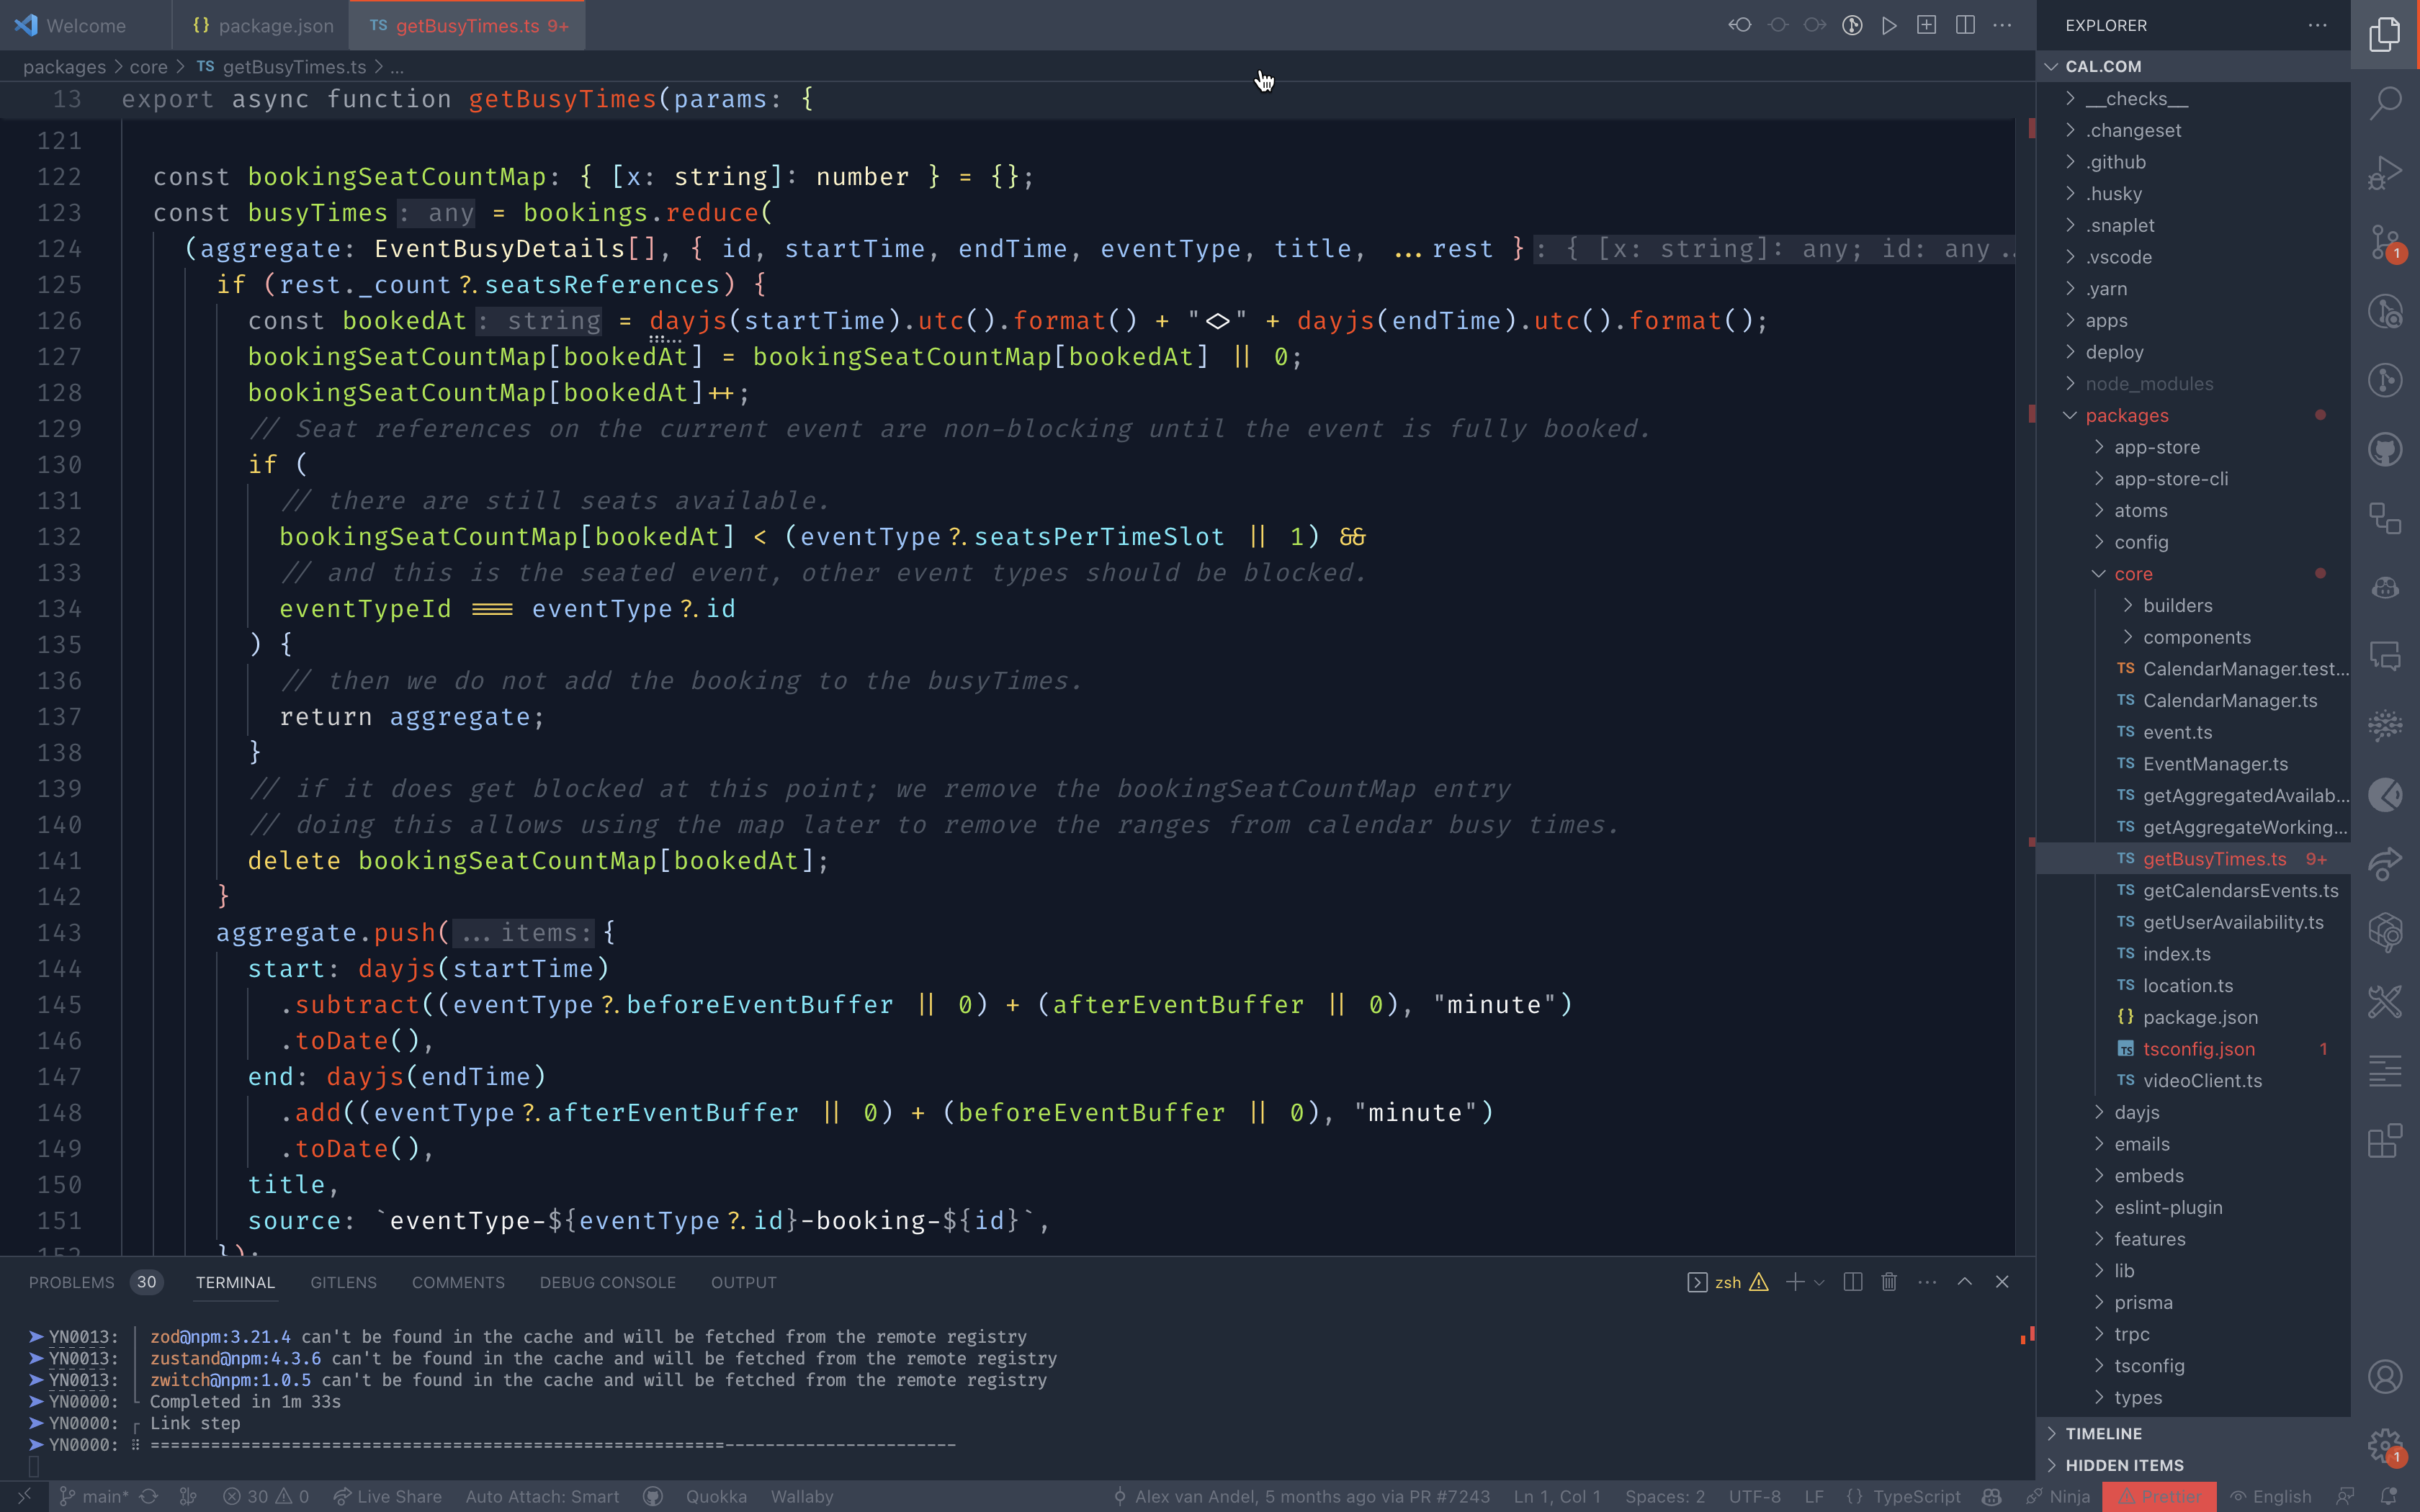 Welcome
{} package.json
TS getBusyTimes.ts 9+
packages > core > TS getBusyTimes.ts > ...
13 export async function getBusyTimes(params: {
121
122 const bookingSeatCountMap: { [x: string]: number } = {};
123 const busyTimes: any = bookings.reduce(
124 (aggregate: EventBusyDetails[], { id, startTime, endTime, eventType, title, ...rest }: { [x: string]: any; id: any ..
125 if (rest._count?.seatsReferences) {
126 const bookedAt: string = dayjs(startTime).utc().format() + "<>" + dayjs(endTime).utc().format();
127 bookingSeatCountMap[bookedAt] = bookingSeatCountMap[bookedAt] || 0;
128 bookingSeatCountMap[bookedAt]++;
129 // Seat references on the current event are non-blocking until the event is fully booked.
130 if (
131 // there are still seats available.
132 bookingSeatCountMap[bookedAt] < (eventType?.seatsPerTimeSlot || 1) &&
133 // and this is the seated event, other event types should be blocked.
134 eventTypeId === eventType?.id
135 ) {
136 // then we do not add the booking to the busyTimes.
137 return aggregate;
138 }
139 // if it does get blocked at this point; we remove the bookingSeatCountMap entry
140 // doing this allows using the map later to remove the ranges from calendar busy times.
141 delete bookingSeatCountMap[bookedAt];
142 }
143 aggregate.push(...items: {
144 start: dayjs(startTime)
145 .subtract((eventType?.beforeEventBuffer || 0) + (afterEventBuffer || 0), "minute")
146 .toDate(),
147 end: dayjs(endTime)
148 .add((eventType?.afterEventBuffer || 0) + (beforeEventBuffer || 0), "minute")
149 .toDate(),
150 title,
151 source: `eventType-${eventType?.id}-booking-${id}`,
152 });
PROBLEMS 30 TERMINAL GITLENS COMMENTS DEBUG CONSOLE OUTPUT
zsh
➤ YN0013: │ zod@npm:3.21.4 can't be found in the cache and will be fetched from the remote registry
➤ YN0013: │ zustand@npm:4.3.6 can't be found in the cache and will be fetched from the remote registry
➤ YN0013: │ zwitch@npm:1.0.5 can't be found in the cache and will be fetched from the remote registry
➤ YN0000: └ Completed in 1m 33s
➤ YN0000: ┌ Link step
➤ YN0000: ⠿ =========================================================-----------------------
EXPLORER
CAL.COM
__checks__
.changeset
.github
.husky
.snaplet
.vscode
.yarn
apps
deploy
node_modules
packages
app-store
app-store-cli
atoms
config
core
builders
components
TS CalendarManager.test...
TS CalendarManager.ts
TS event.ts
TS EventManager.ts
TS getAggregatedAvailab...
TS getAggregateWorking...
TS getBusyTimes.ts 9+
TS getCalendarsEvents.ts
TS getUserAvailability.ts
TS index.ts
TS location.ts
{} package.json
TS tsconfig.json 1
TS videoClient.ts
dayjs
emails
embeds
eslint-plugin
features
lib
prisma
trpc
tsconfig
types
TIMELINE
HIDDEN ITEMS
1
1
main* 30 0 Live Share Auto Attach: Smart Quokka Wallaby
Alex van Andel, 5 months ago via PR #7243 Ln 1, Col 1 Spaces: 2 UTF-8 LF {} TypeScript Ninja Prettier English